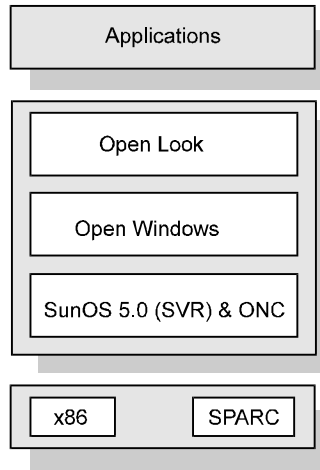 Applications
Open Look
Open Windows
SunOS 5.0 (SVR) & ONC
x86
SPARC